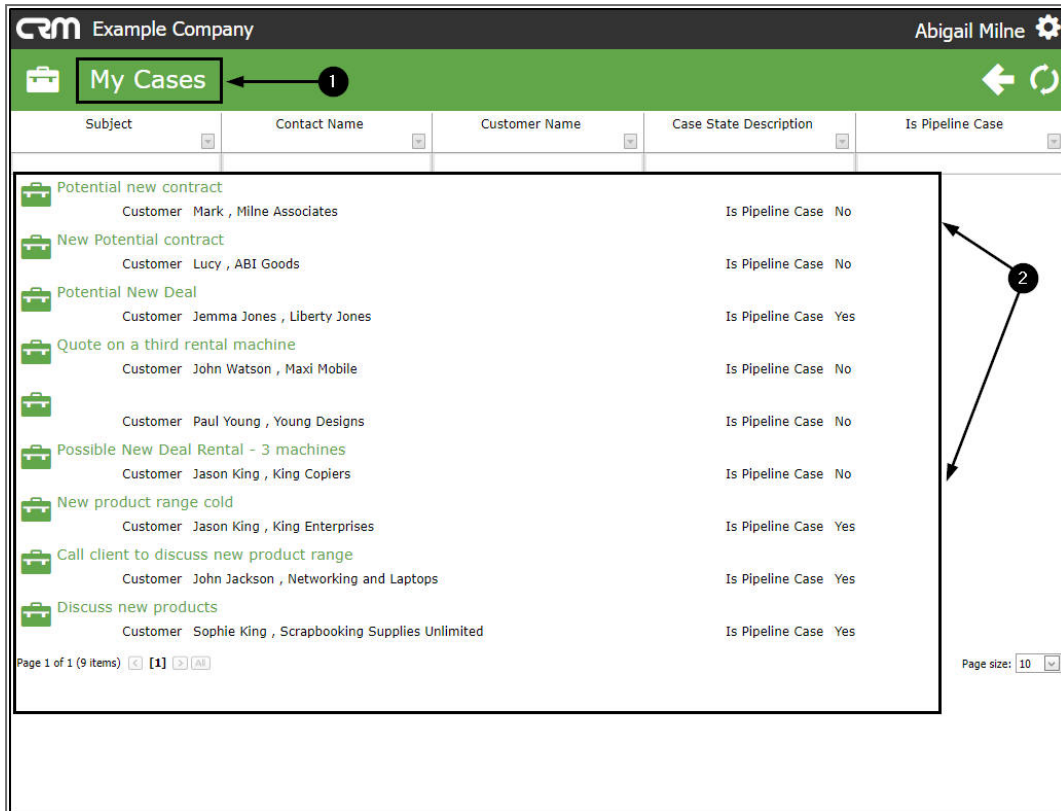 CRM Example Company Abigail Milne
My Cases 1
Subject Contact Name Customer Name Case State Description Is Pipeline Case
Potential new contract
Customer Mark , Milne Associates Is Pipeline Case No
New Potential contract
Customer Lucy , ABI Goods Is Pipeline Case No
2
Potential New Deal
Customer Jemma Jones , Liberty Jones Is Pipeline Case Yes
Quote on a third rental machine
Customer John Watson , Maxi Mobile Is Pipeline Case No
Customer Paul Young , Young Designs Is Pipeline Case No
Possible New Deal Rental - 3 machines
Customer Jason King , King Copiers Is Pipeline Case No
New product range cold
Customer Jason King , King Enterprises Is Pipeline Case Yes
Call client to discuss new product range
Customer John Jackson , Networking and Laptops Is Pipeline Case Yes
Discuss new products
Customer Sophie King , Scrapbooking Supplies Unlimited Is Pipeline Case Yes
Page 1 of 1 (9 items) < [1] > All Page size: 10